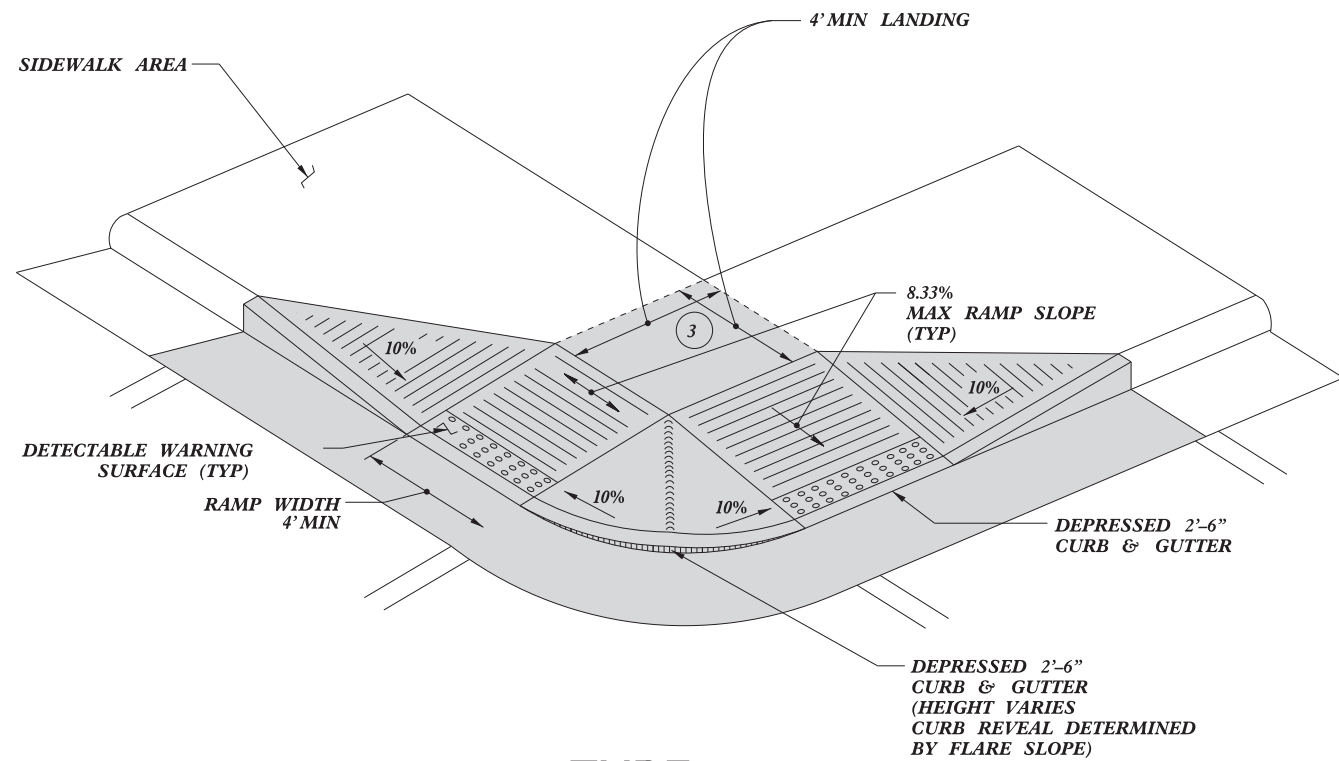 4' MIN LANDING
SIDEWALK AREA
8.33%
MAX RAMP SLOPE
(TYP)
3
10%
10%
DETECTABLE WARNING
SURFACE (TYP)
RAMP WIDTH
4' MIN
10%
10%
DEPRESSED 2'–6"
CURB & GUTTER
DEPRESSED 2'–6"
CURB & GUTTER
(HEIGHT VARIES
CURB REVEAL DETERMINED
BY FLARE SLOPE)